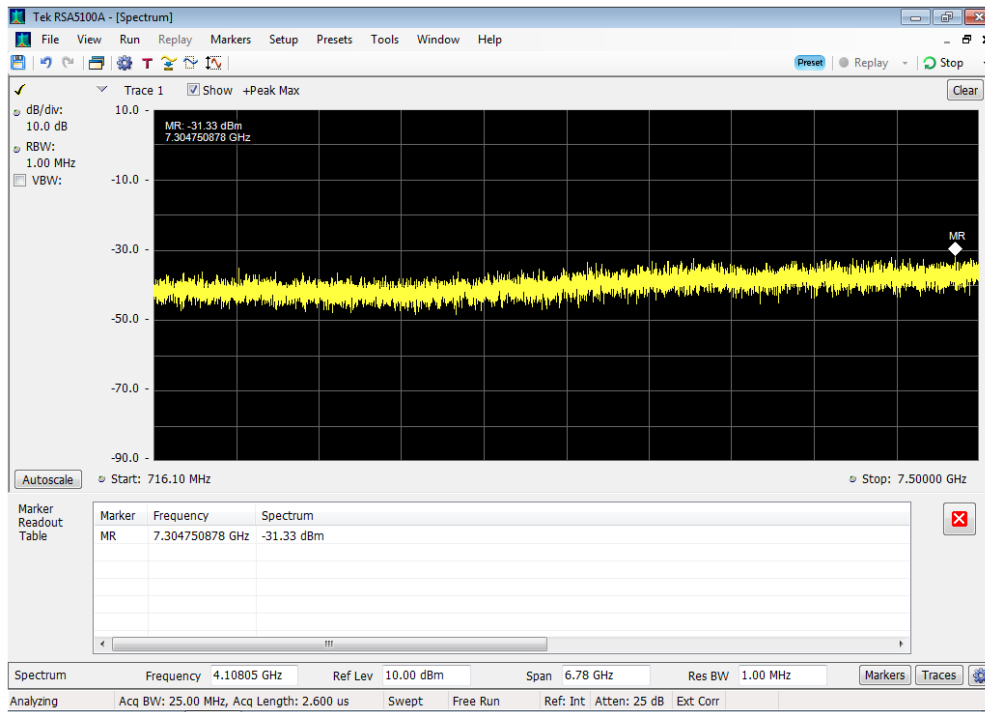 Tek RSA5100A - [Spectrum]
File View Run Replay Markers Setup Presets Tools Window Help
T Preset Replay Stop
Trace 1 Show +Peak Max Clear
dB/div:
10.0 dB
RBW:
1.00 MHz
VBW:
10.0 -
-10.0 -
-30.0 -
-50.0 -
-70.0 -
-90.0 -
MR: -31.33 dBm
7.304750878 GHz
MR
Autoscale Start: 716.10 MHz Stop: 7.50000 GHz
Marker
Readout
Table
Marker Frequency Spectrum
MR 7.304750878 GHz -31.33 dBm
Spectrum Frequency 4.10805 GHz Ref Lev 10.00 dBm Span 6.78 GHz Res BW 1.00 MHz Markers Traces
Analyzing Acq BW: 25.00 MHz, Acq Length: 2.600 us Swept Free Run Ref: Int Atten: 25 dB Ext Corr